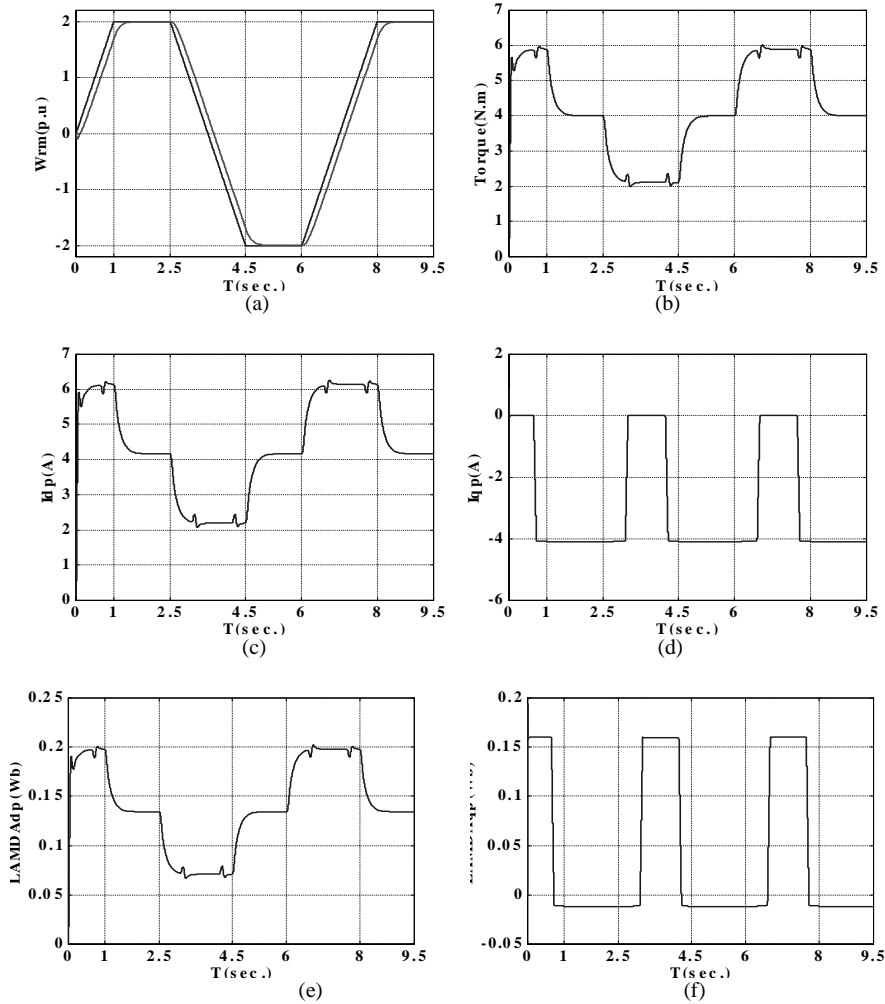 2
1
0
-1
-2
Wrm(p.u)
0 1 2.5 4.5 6 8 9.5
T(sec.)
(a)
7
6
5
4
3
2
1
0
Torque(N.m)
0 1 2.5 4.5 6 8 9.5
T(sec.)
(b)
7
6
5
4
3
2
1
0
Idp(A)
0 1 2.5 4.5 6 8 9.5
T(sec.)
(c)
2
0
-2
-4
-6
Iqp(A)
0 1 2.5 4.5 6 8 9.5
T(sec.)
(d)
0.25
0.2
0.15
0.1
0.05
0
LAMDAdp(Wb)
0 1 2.5 4.5 6 8 9.5
T(sec.)
(e)
0.2
0.15
0.1
0.05
0
-0.05
LAMDAqp(Wb)
0 1 2.5 4.5 6 8 9.5
T(sec.)
(f)